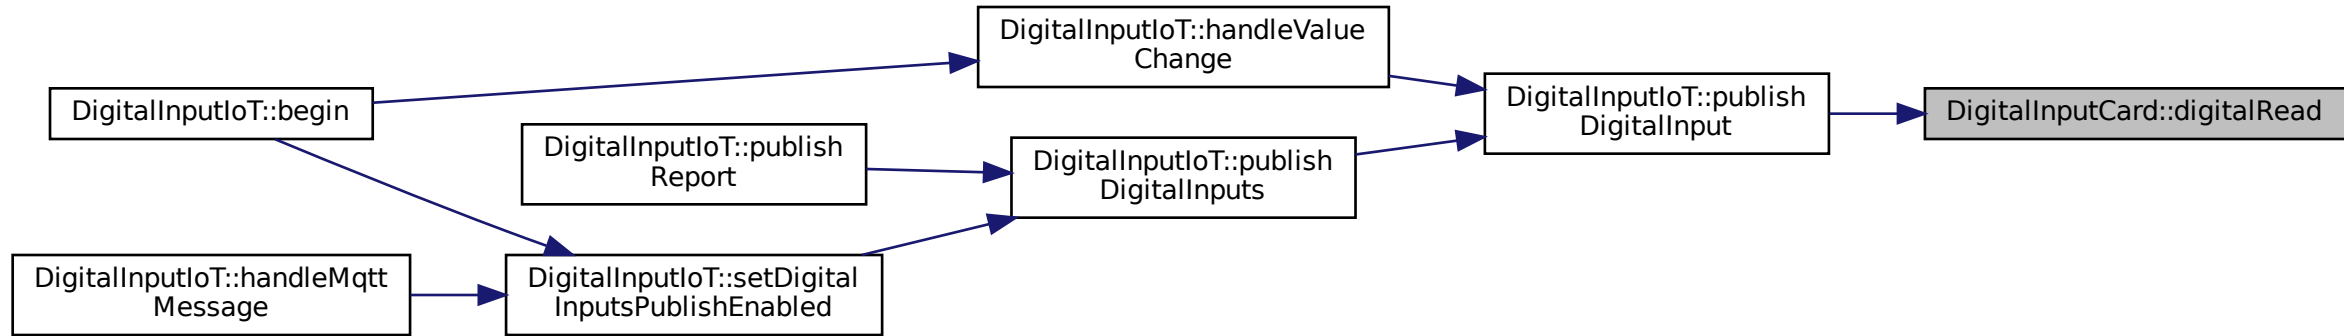 DigitalInputIoT::handleValue
Change
DigitalInputIoT::begin
DigitalInputIoT::publish
DigitalInput
DigitalInputCard::digitalRead
DigitalInputIoT::publish
Report
DigitalInputIoT::publish
DigitalInputs
DigitalInputIoT::handleMqtt
Message
DigitalInputIoT::setDigital
InputsPublishEnabled